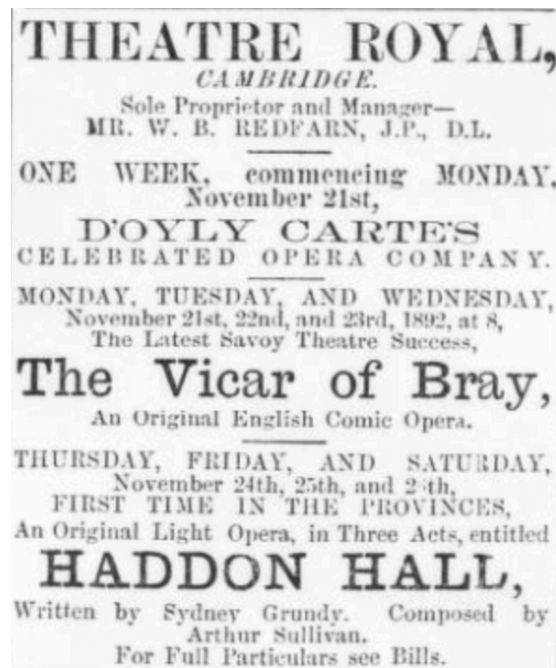 THEATRE ROYAL,
CAMBRIDGE.
Sole Proprietor and Manager—
MR. W. B. REDFARN, J.P., D.L.
ONE WEEK, commencing MONDAY,
November 21st,
D'OYLY CARTE'S
CELEBRATED OPERA COMPANY.
MONDAY, TUESDAY, AND WEDNESDAY,
November 21st, 22nd, and 23rd, 1892, at 8,
The Latest Savoy Theatre Success,
The Vicar of Bray,
An Original English Comic Opera.
THURSDAY, FRIDAY, AND SATURDAY,
November 24th, 25th, and 26th,
FIRST TIME IN THE PROVINCES,
An Original Light Opera, in Three Acts, entitled
HADDON HALL,
Written by Sydney Grundy. Composed by
Arthur Sullivan.
For Full Particulars see Bills.